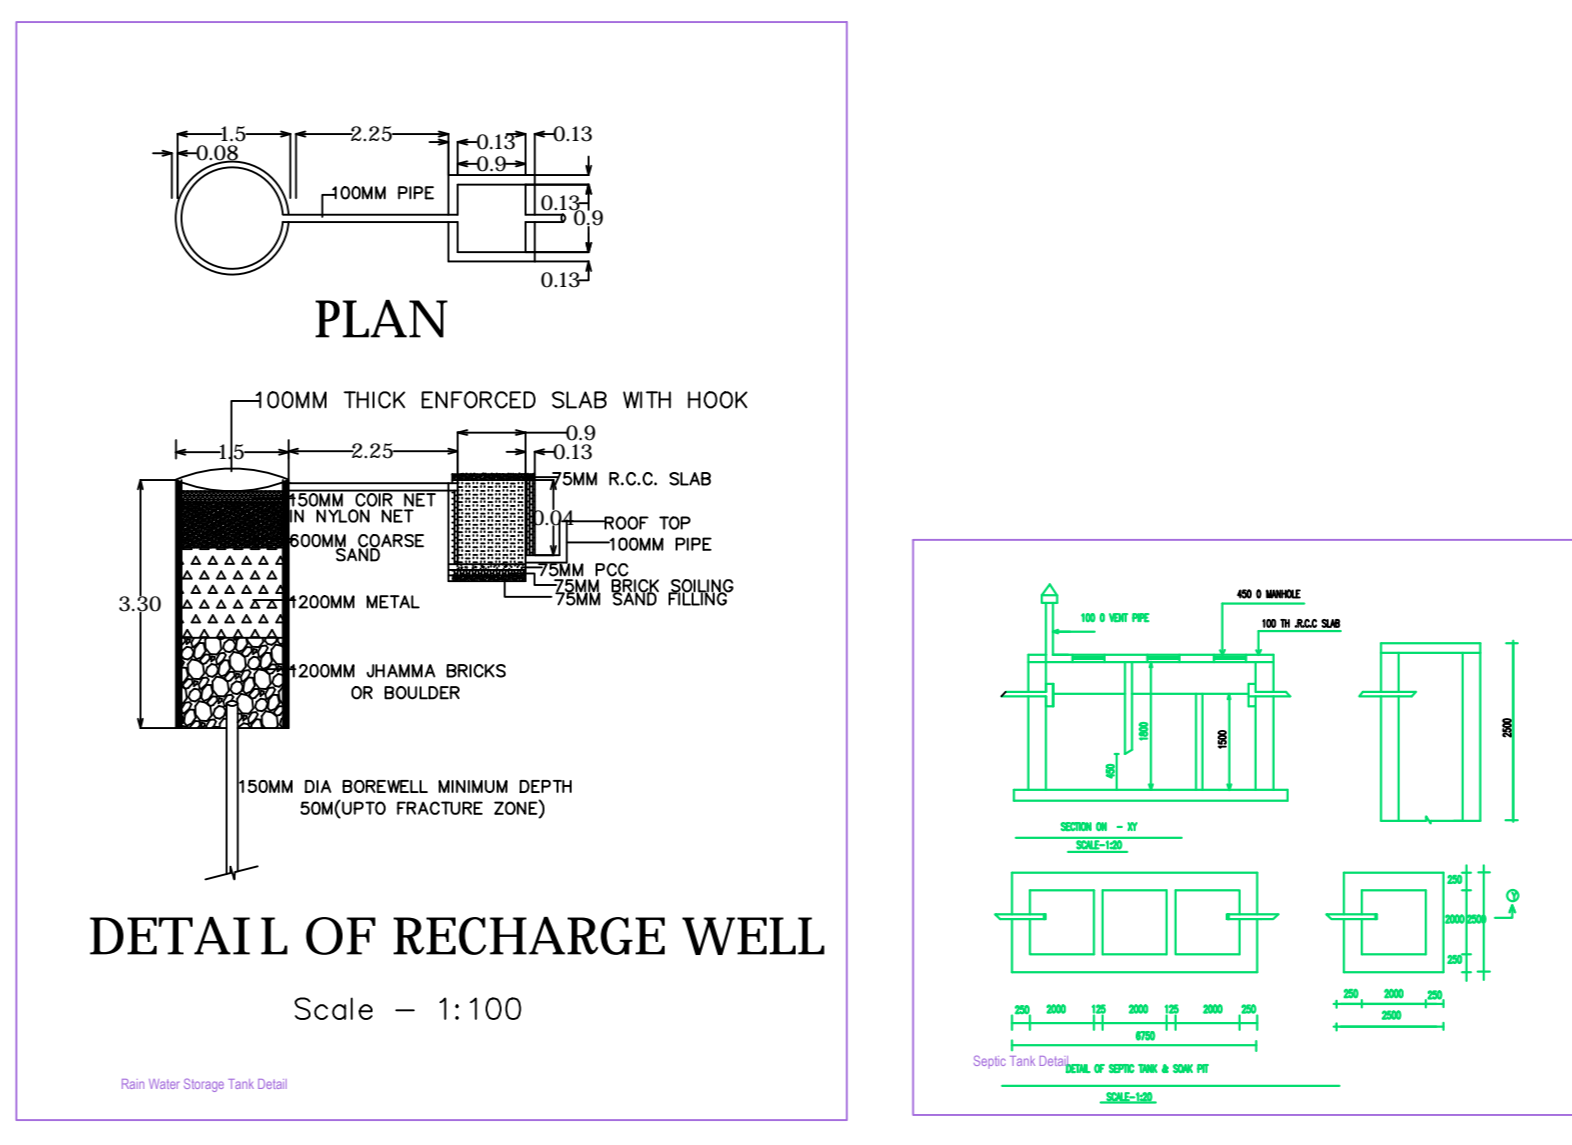 1.5
2.25
0.13
0.13
0.08
0.9
100MM PIPE
0.13
0.9
0.13
PLAN
100MM THICK ENFORCED SLAB WITH HOOK
0.9
1.5
2.25
0.13
75MM R.C.C. SLAB
150MM COIR NET
IN NYLON NET
0.04
ROOF TOP
600MM COARSE
SAND
100MM PIPE
75MM PCC
75MM BRICK SOILING
75MM SAND FILLING
3.30
1200MM METAL
1200MM JHAMMA BRICKS
OR BOULDER
150MM DIA BOREWELL MINIMUM DEPTH
50M(UPTO FRACTURE ZONE)
DETAIL OF RECHARGE WELL
Scale – 1:100
Rain Water Storage Tank Detail
450 0 MANHOLE
100 0 VENT PIPE
100 TH .R.C.C SLAB
1800
1500
450
2500
SECTION ON - XY
SCALE-1:20
250
2000
2500
250
Y
250
2000
125
2000
125
2000
250
6750
250
2000
250
2500
Septic Tank Detail
DETAIL OF SEPTIC TANK & SOAK PIT
SCALE-1:20